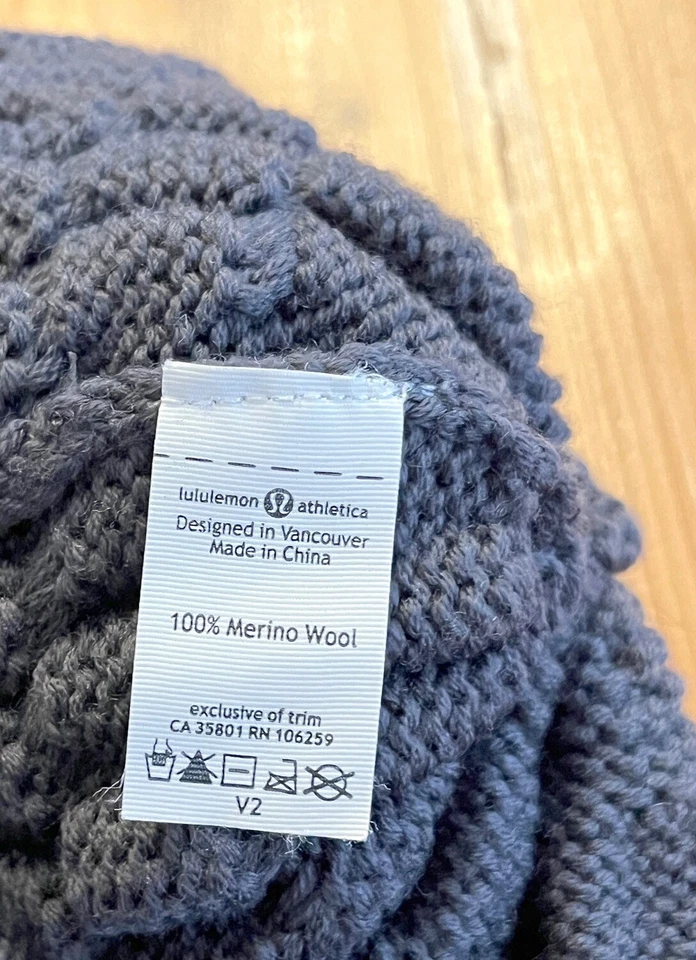 lululemon athletica
Designed in Vancouver
Made in China
100% Merino Wool
exclusive of trim
CA 35801 RN 106259
V2